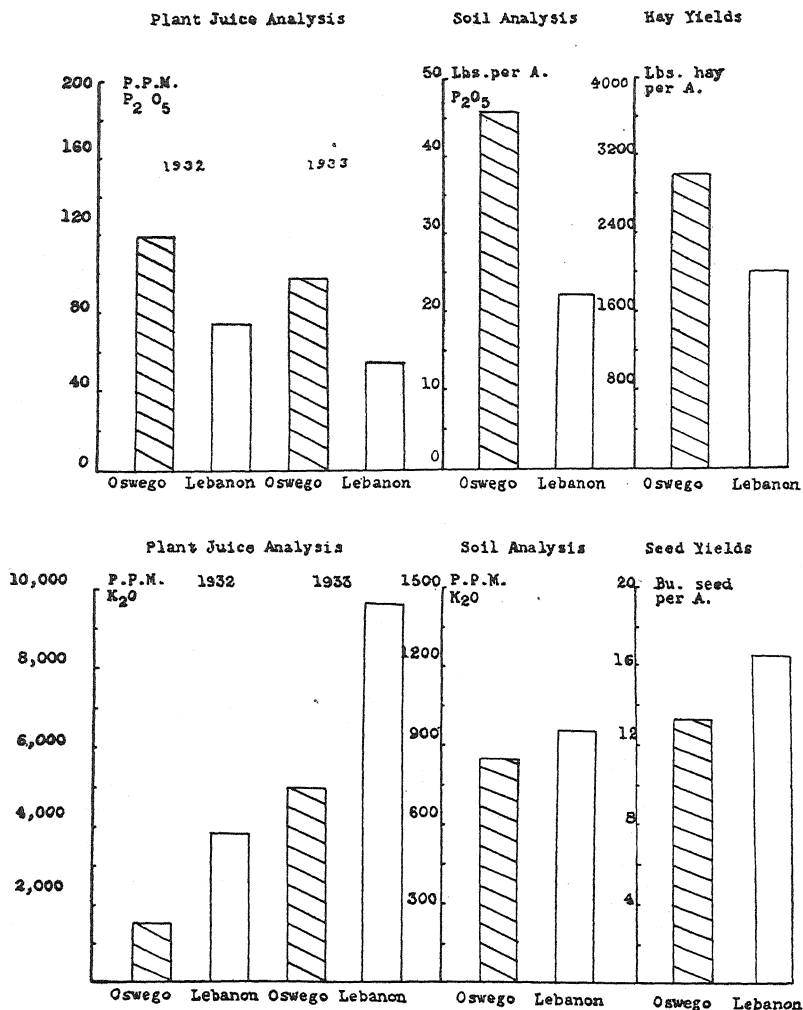 Plant Juice Analysis
Soil Analysis
Hay Yields
P.P.M.
P2 O5
1932
1933
200
160
120
80
40
0
Oswego Lebanon Oswego Lebanon
Lbs.per A.
P2O5
50
40
30
20
10
0
Oswego Lebanon
Lbs. hay
per A.
4000
3200
2400
1600
800
Oswego Lebanon
Plant Juice Analysis
Soil Analysis
Seed Yields
P.P.M.
K2O
1932
1933
10,000
8,000
6,000
4,000
2,000
Oswego Lebanon Oswego Lebanon
P.P.M.
K2O
1500
1200
900
600
300
Oswego Lebanon
Bu. seed
per A.
20
16
12
8
4
Oswego Lebanon